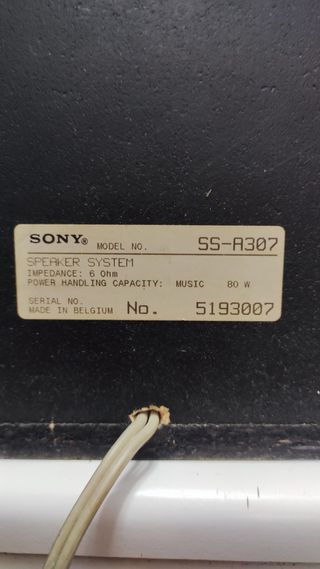 SONY® MODEL NO. SS-A307
SPEAKER SYSTEM
IMPEDANCE: 6 Ohm
POWER HANDLING CAPACITY: MUSIC 80 W
SERIAL NO.
MADE IN BELGIUM No. 5193007